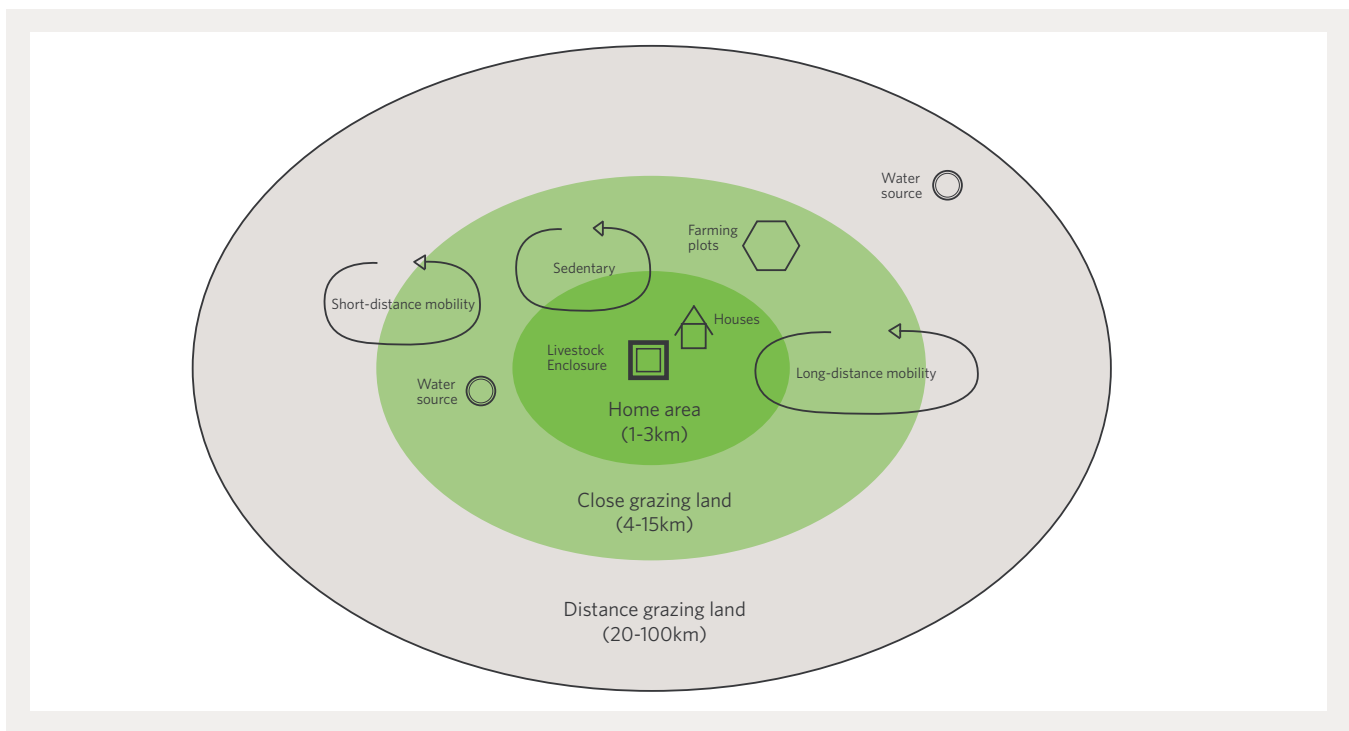 Water
source
Farming
plots
Sedentary
Short-distance mobility
Houses
Livestock
Enclosure
Long-distance mobility
Water
source
Home area
(1-3km)
Close grazing land
(4-15km)
Distance grazing land
(20-100km)